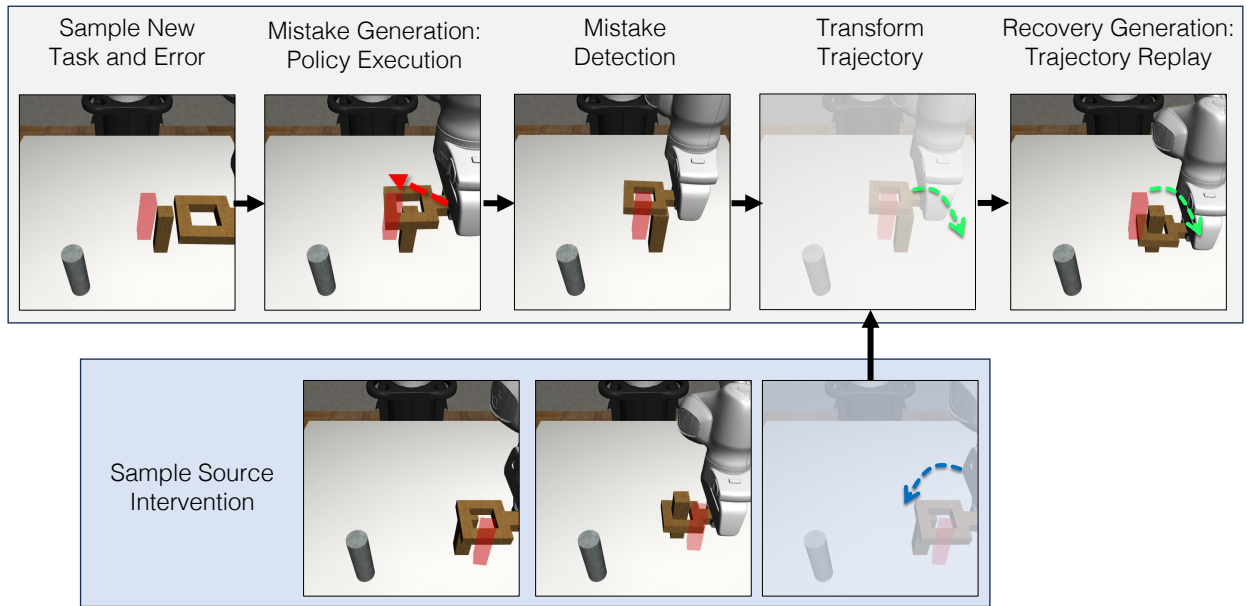 Sample New
Task and Error
Mistake Generation:
Policy Execution
Mistake
Detection
Transform
Trajectory
Recovery Generation:
Trajectory Replay
Sample Source
Intervention